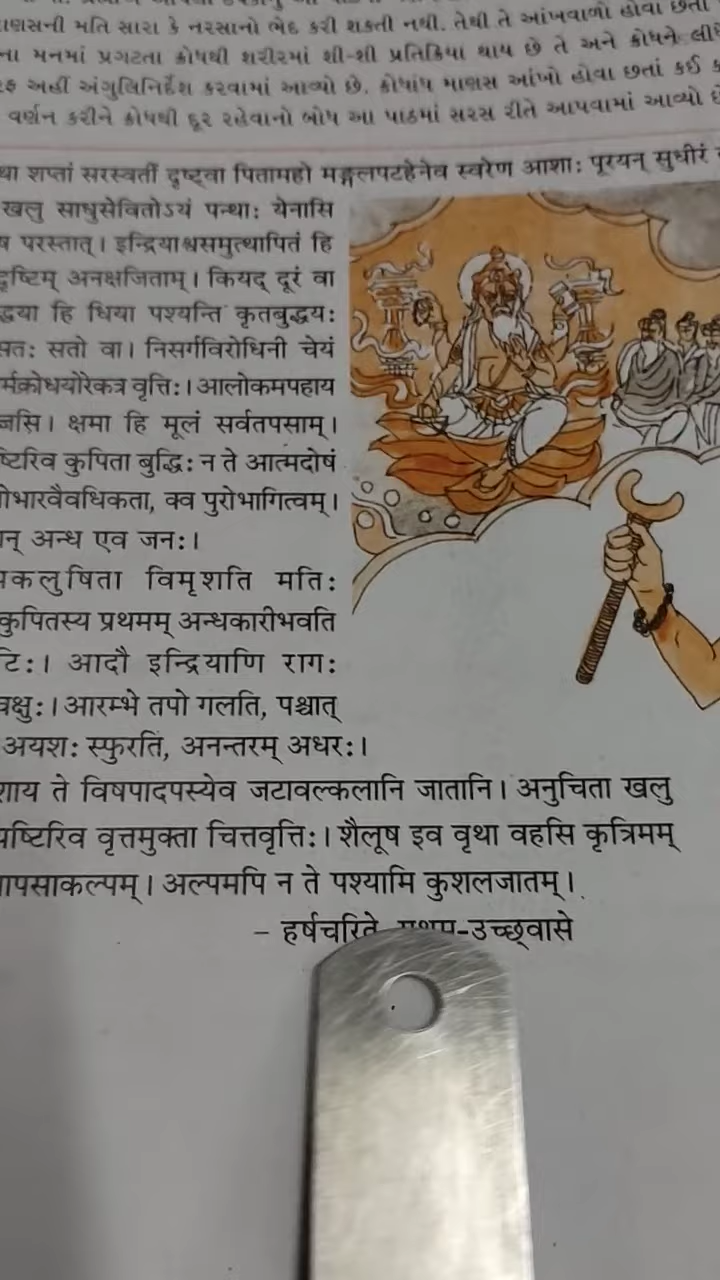 માણસની મતિ સારા કે નરસાનો ભેદ કરી શકતી નથી. તેથી તે આંખવાળો હોવા છતાં
ના મનમાં પ્રગટતા ક્રોધથી શરીરમાં શી-શી પ્રતિક્રિયા થાય છે તે અને ક્રોધને લીધે
અહીં અંગુલિનિર્દેશ કરવામાં આવ્યો છે. ક્રોધાંધ માણસ આંખો હોવા છતાં કઈ
વર્ણન કરીને ક્રોધથી દૂર રહેવાનો બોધ આ પાઠમાં સરસ રીતે આપવામાં આવ્યો છે
था शप्तां सरस्वतीं दृष्ट्वा पितामहो मङ्गलपटहेनेव स्वरेण आशाः पूरयन् सुधीरं
खलु साधुसेवितोऽयं पन्थाः येनासि
ष परस्तात्। इन्द्रियाश्वसमुत्थापितं हि
दृष्टिम् अनक्षजिताम्। कियद् दूरं वा
द्धया हि धिया पश्यन्ति कृतबुद्धयः
सतः सतो वा। निसर्गविरोधिनी चेयं
र्मक्रोधयोरेकत्र वृत्तिः। आलोकमपहाय
जसि। क्षमा हि मूलं सर्वतपसाम्।
ष्टिरिव कुपिता बुद्धिः न ते आत्मदोषं
ोभारवैवधिकता, क्व पुरोभागित्वम्।
न् अन्ध एव जनः।
पकलुषिता विमृशति मतिः
कुपितस्य प्रथमम् अन्धकारीभवति
टिः। आदौ इन्द्रियाणि रागः
चक्षुः। आरम्भे तपो गलति, पश्चात्
अयशः स्फुरति, अनन्तरम् अधरः।
शाय ते विषपादपस्येव जटावल्कलानि जातानि। अनुचिता खलु
यष्टिरिव वृत्तमुक्ता चित्तवृत्तिः। शैलूष इव वृथा वहसि कृत्रिमम्
ापसाकल्पम्। अल्पमपि न ते पश्यामि कुशलजातम्।
– हर्षचरिते प्रथम-उच्छ्वासे